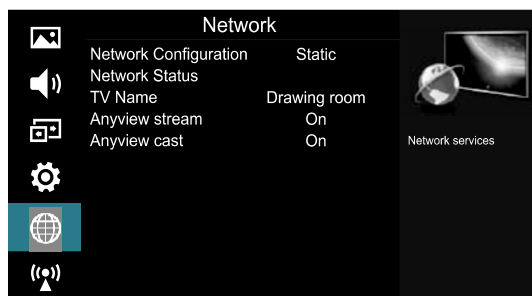 Network
Network Configuration Static
Network Status
TV Name Drawing room
Anyview stream On
Anyview cast On
Network services